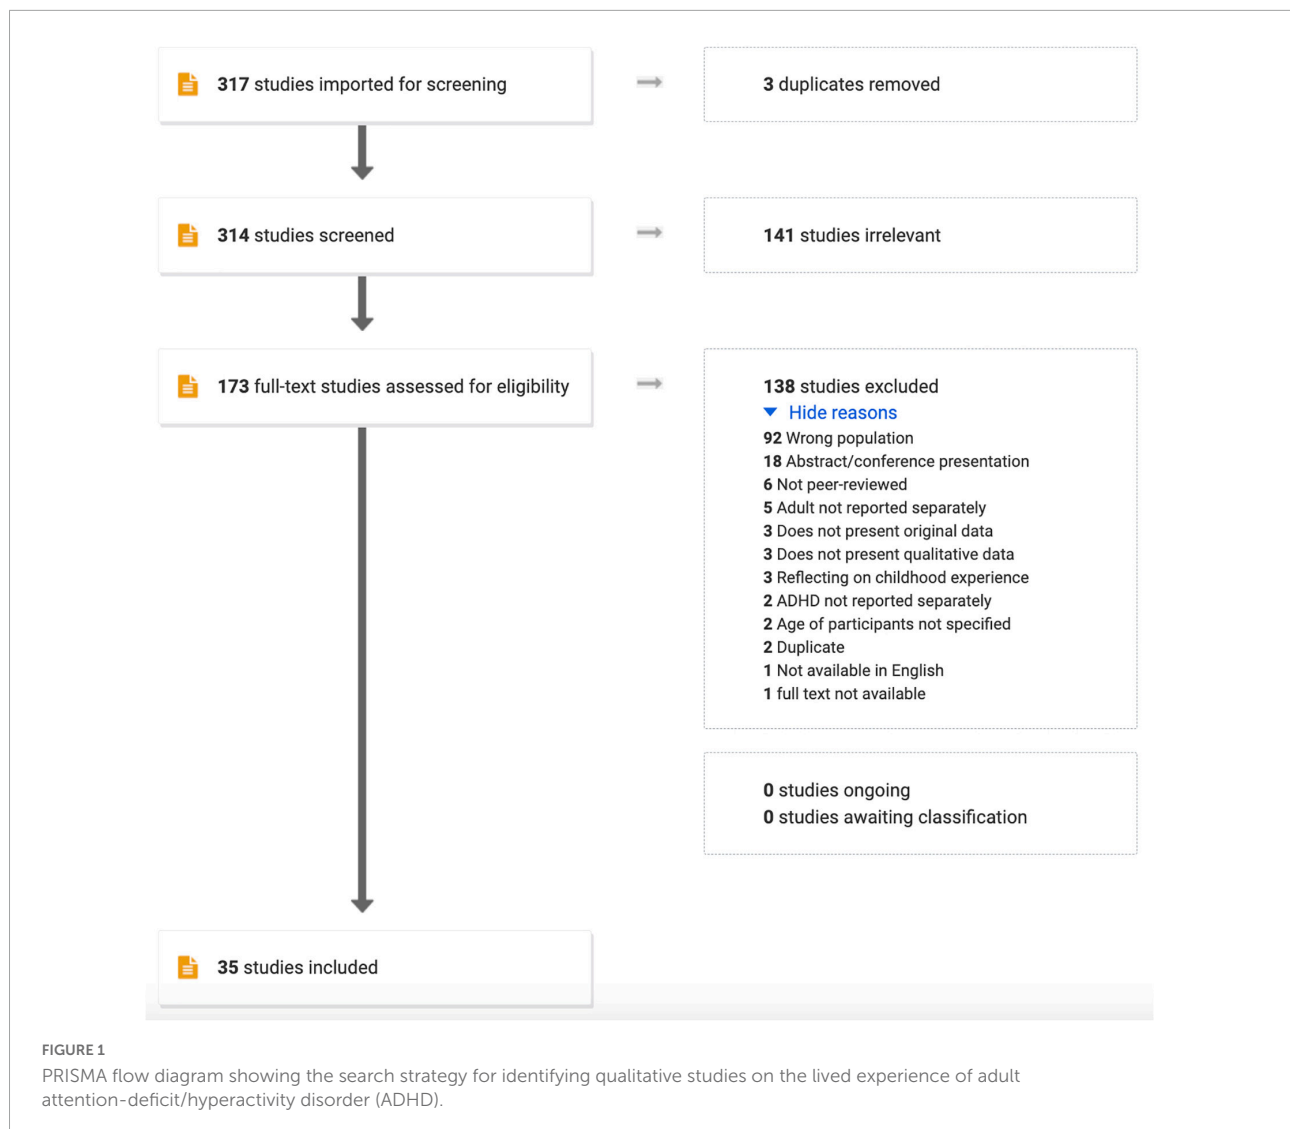 317 studies imported for screening
3 duplicates removed
314 studies screened
141 studies irrelevant
173 full-text studies assessed for eligibility
138 studies excluded
Hide reasons
92 Wrong population
18 Abstract/conference presentation
6 Not peer-reviewed
5 Adult not reported separately
3 Does not present original data
3 Does not present qualitative data
3 Reflecting on childhood experience
2 ADHD not reported separately
2 Age of participants not specified
2 Duplicate
1 Not available in English
1 full text not available
0 studies ongoing
0 studies awaiting classification
35 studies included
FIGURE 1
PRISMA flow diagram showing the search strategy for identifying qualitative studies on the lived experience of adult
attention-deficit/hyperactivity disorder (ADHD).